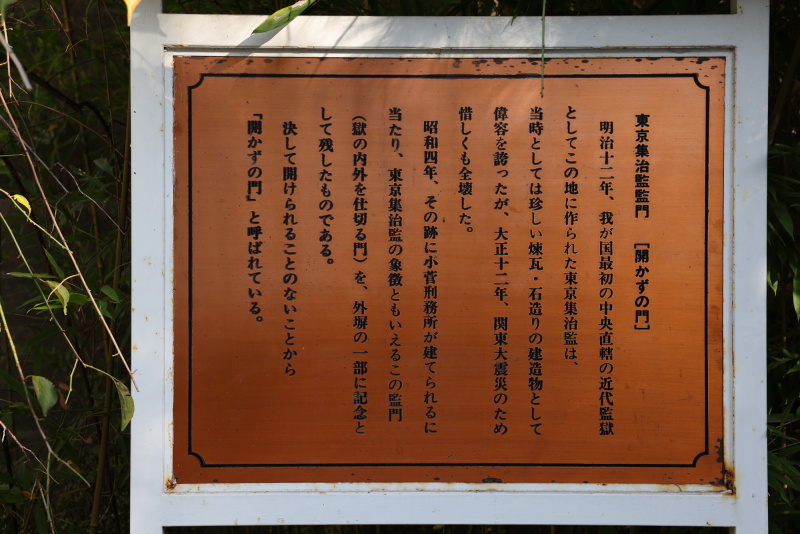 東京集治監監門 [開かずの門]
明治十二年、我が国最初の中央直轄の近代監獄
としてこの地に作られた東京集治監は、
当時としては珍しい煉瓦・石造りの建造物として
偉容を誇ったが、大正十二年、関東大震災のため
惜しくも全壊した。
昭和四年、その跡に小菅刑務所が建てられるに
当たり、東京集治監の象徴ともいえるこの監門
(獄の内外を仕切る門)を、外塀の一部に記念と
して残したものである。
決して開けられることのないことから
「開かずの門」と呼ばれている。